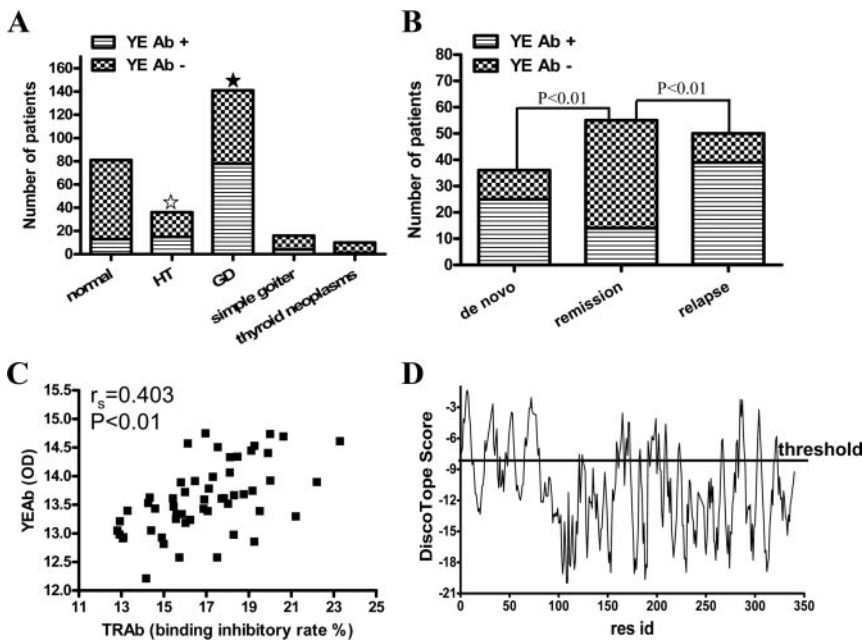 A
YE Ab +
YE Ab -
Number of patients
160
140
120
100
80
60
40
20
0
normal
HT
GD
simple goiter
thyroid neoplasms
B
YE Ab +
YE Ab -
Number of patients
80
70
60
50
40
30
20
10
0
P<0.01
P<0.01
de novo
remission
relapse
C
rs=0.403
P<0.01
YEAb (OD)
15.5
15.0
14.5
14.0
13.5
13.0
12.5
12.0
11 13 15 17 19 21 23 25
TRAb (binding inhibitory rate %)
D
DiscoTope Score
-3
-6
-9
-12
-15
-18
-21
threshold
0 50 100 150 200 250 300 350
res id